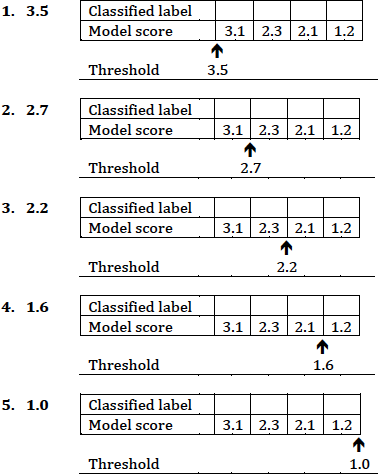 1. 3.5 Classified label
Model score 3.1 2.3 2.1 1.2
Threshold 3.5
2. 2.7 Classified label
Model score 3.1 2.3 2.1 1.2
Threshold 2.7
3. 2.2 Classified label
Model score 3.1 2.3 2.1 1.2
Threshold 2.2
4. 1.6 Classified label
Model score 3.1 2.3 2.1 1.2
Threshold 1.6
5. 1.0 Classified label
Model score 3.1 2.3 2.1 1.2
Threshold 1.0